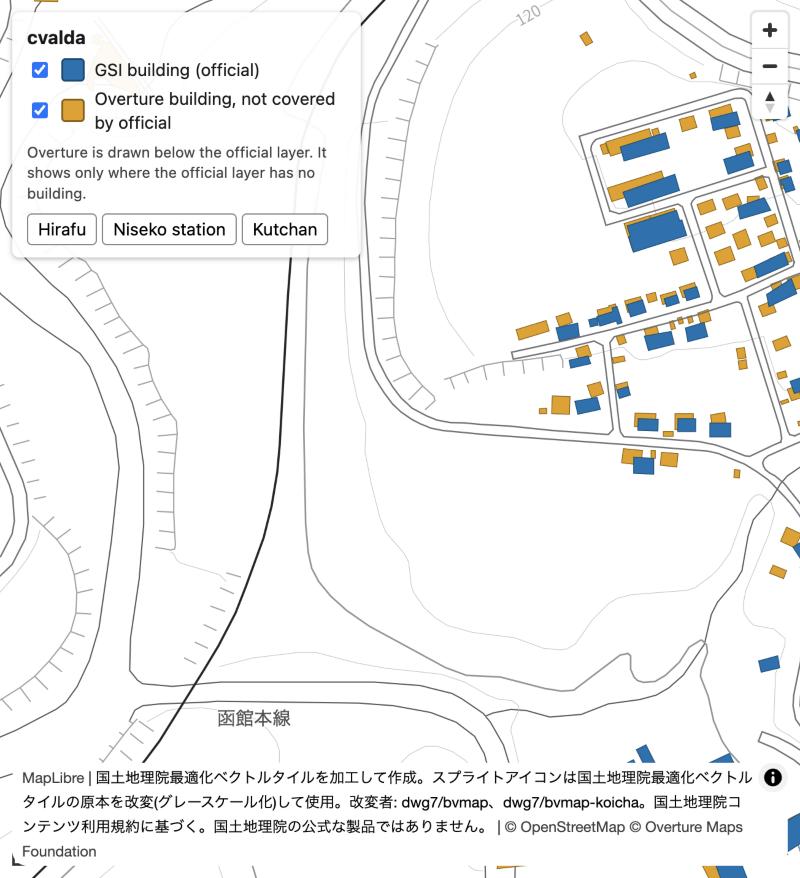 120
cvalda
GSI building (official)
Overture building, not covered
by official
Overture is drawn below the official layer. It
shows only where the official layer has no
building.
Hirafu
Niseko station
Kutchan
函館本線
MapLibre | 国土地理院最適化ベクトルタイルを加工して作成。スプライトアイコンは国土地理院最適化ベクトル
タイルの原本を改変(グレースケール化)して使用。改変者: dwg7/bvmap、dwg7/bvmap-koicha。国土地理院コ
ンテンツ利用規約に基づく。国土地理院の公式な製品ではありません。 | © OpenStreetMap © Overture Maps
Foundation